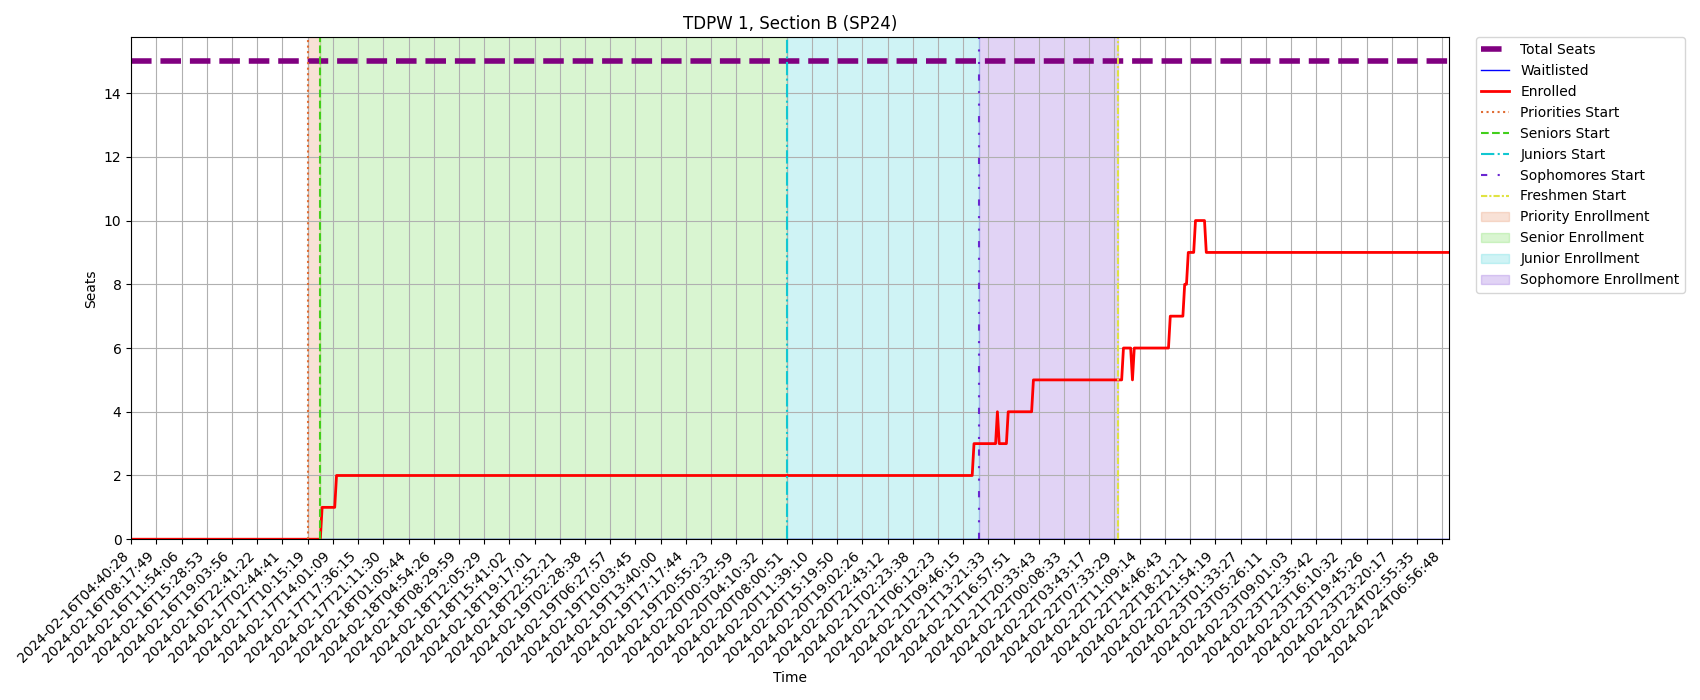 TDPW 1, Section B (SP24)
Total Seats
Waitlisted
Enrolled
Priorities Start
Seniors Start
Juniors Start
Sophomores Start
Freshmen Start
Priority Enrollment
Senior Enrollment
Junior Enrollment
Sophomore Enrollment
Seats
14
12
10
8
6
4
2
0
2024-02-16T04:40:28
2024-02-16T08:17:49
2024-02-16T11:54:06
2024-02-16T15:28:53
2024-02-16T19:03:56
2024-02-16T22:41:22
2024-02-17T02:44:41
2024-02-17T10:15:19
2024-02-17T14:01:09
2024-02-17T17:36:15
2024-02-17T21:11:30
2024-02-18T01:05:44
2024-02-18T04:54:26
2024-02-18T08:29:59
2024-02-18T12:05:29
2024-02-18T15:41:02
2024-02-18T19:17:01
2024-02-18T22:52:21
2024-02-19T02:28:38
2024-02-19T06:27:57
2024-02-19T10:03:45
2024-02-19T13:40:00
2024-02-19T17:17:44
2024-02-19T20:55:23
2024-02-20T00:32:59
2024-02-20T04:10:32
2024-02-20T08:00:51
2024-02-20T11:39:10
2024-02-20T15:19:50
2024-02-20T19:02:26
2024-02-20T22:43:12
2024-02-21T02:23:38
2024-02-21T06:12:23
2024-02-21T09:46:15
2024-02-21T13:21:33
2024-02-21T16:57:51
2024-02-21T20:33:43
2024-02-22T00:08:33
2024-02-22T03:43:17
2024-02-22T07:33:29
2024-02-22T11:09:14
2024-02-22T14:46:43
2024-02-22T18:21:21
2024-02-22T21:54:19
2024-02-23T01:33:27
2024-02-23T05:26:11
2024-02-23T09:01:03
2024-02-23T12:35:42
2024-02-23T16:10:32
2024-02-23T19:45:26
2024-02-23T23:20:17
2024-02-24T02:55:35
2024-02-24T06:56:48
Time